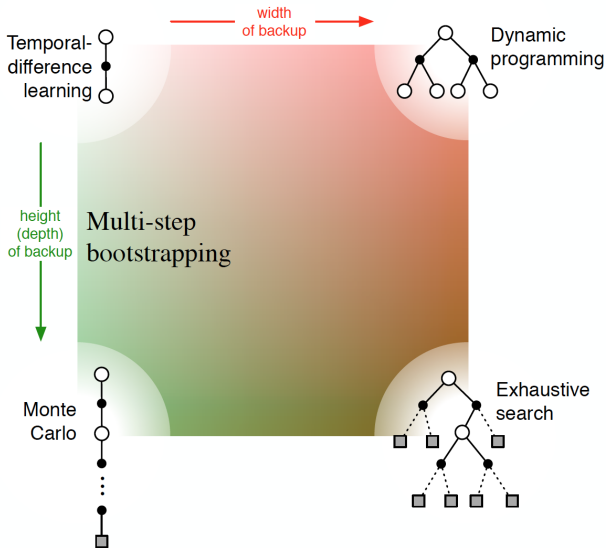 width
of backup
Temporal-
difference
learning
Dynamic
programming
height
(depth)
of backup
Multi-step
bootstrapping
Monte
Carlo
Exhaustive
search